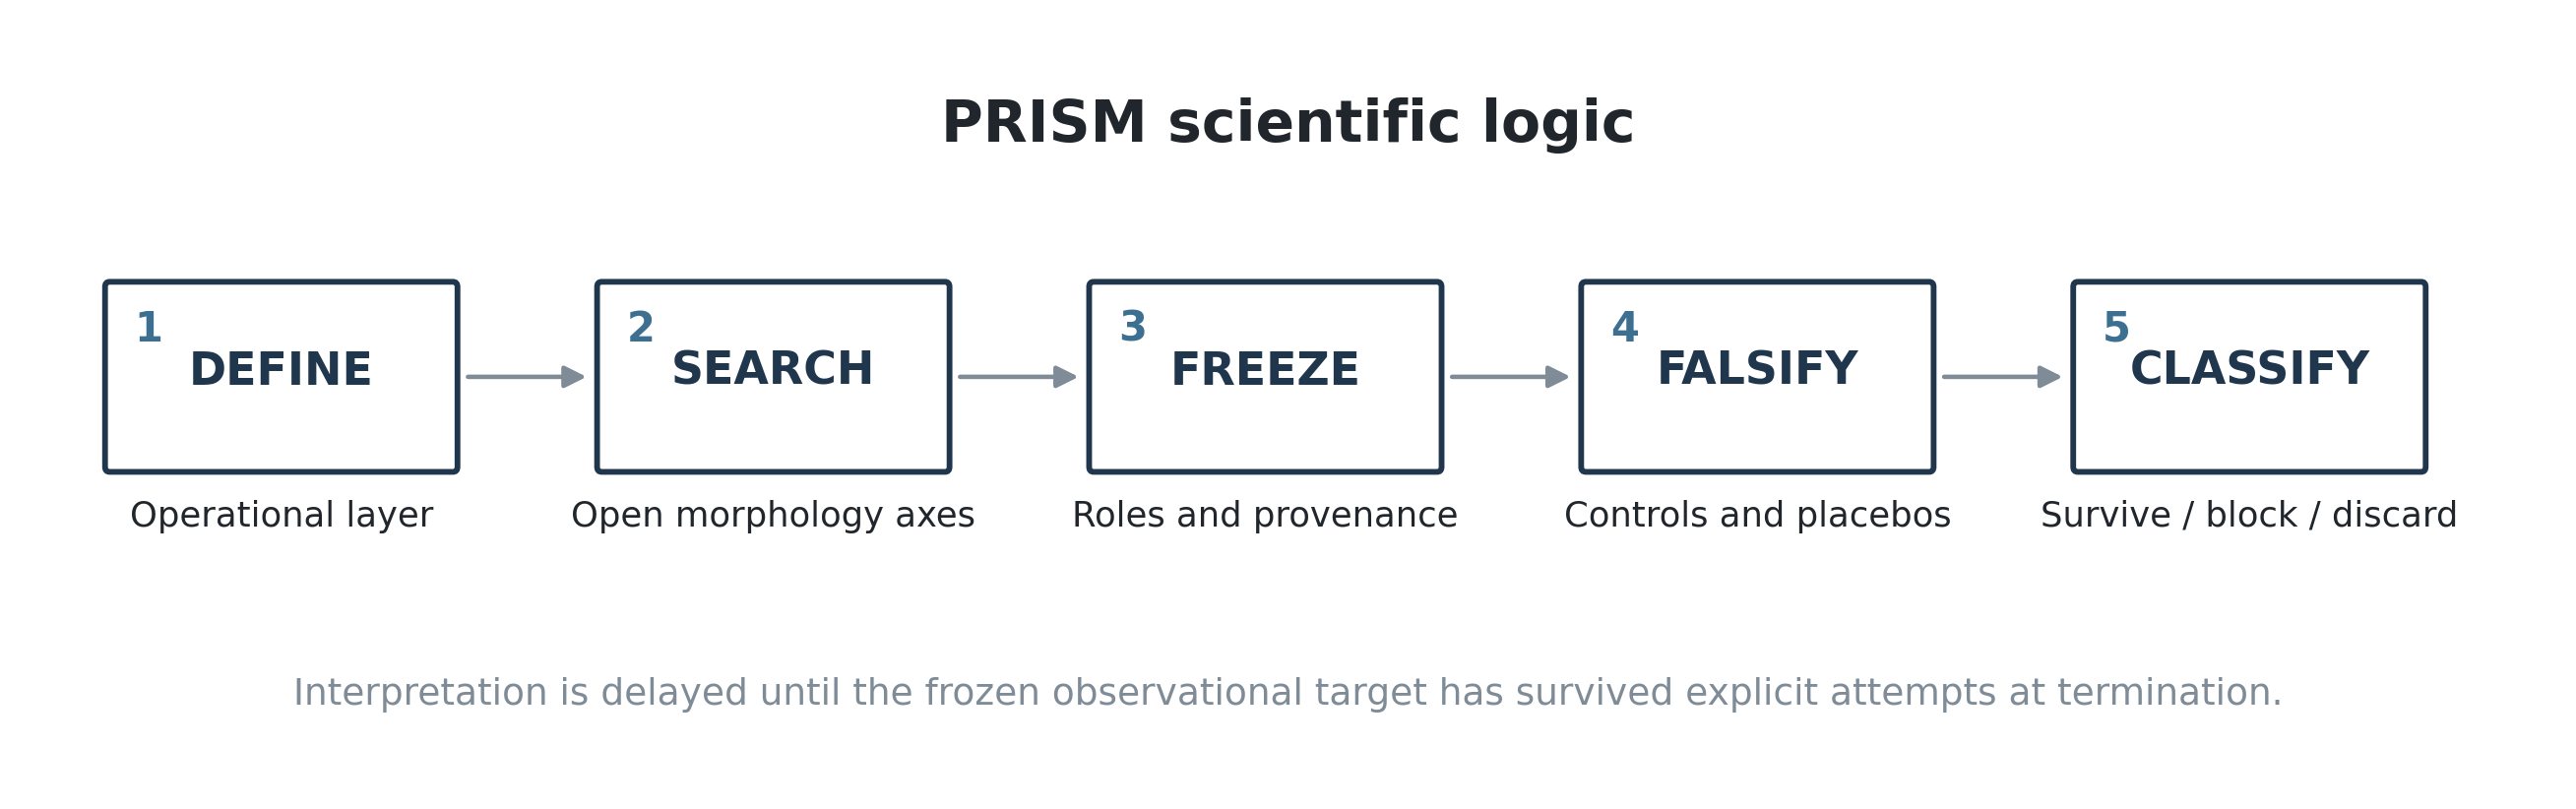 PRISM scientific logic
1
DEFINE
Operational layer
2
SEARCH
Open morphology axes
3
FREEZE
Roles and provenance
4
FALSIFY
Controls and placebos
5
CLASSIFY
Survive / block / discard
Interpretation is delayed until the frozen observational target has survived explicit attempts at termination.